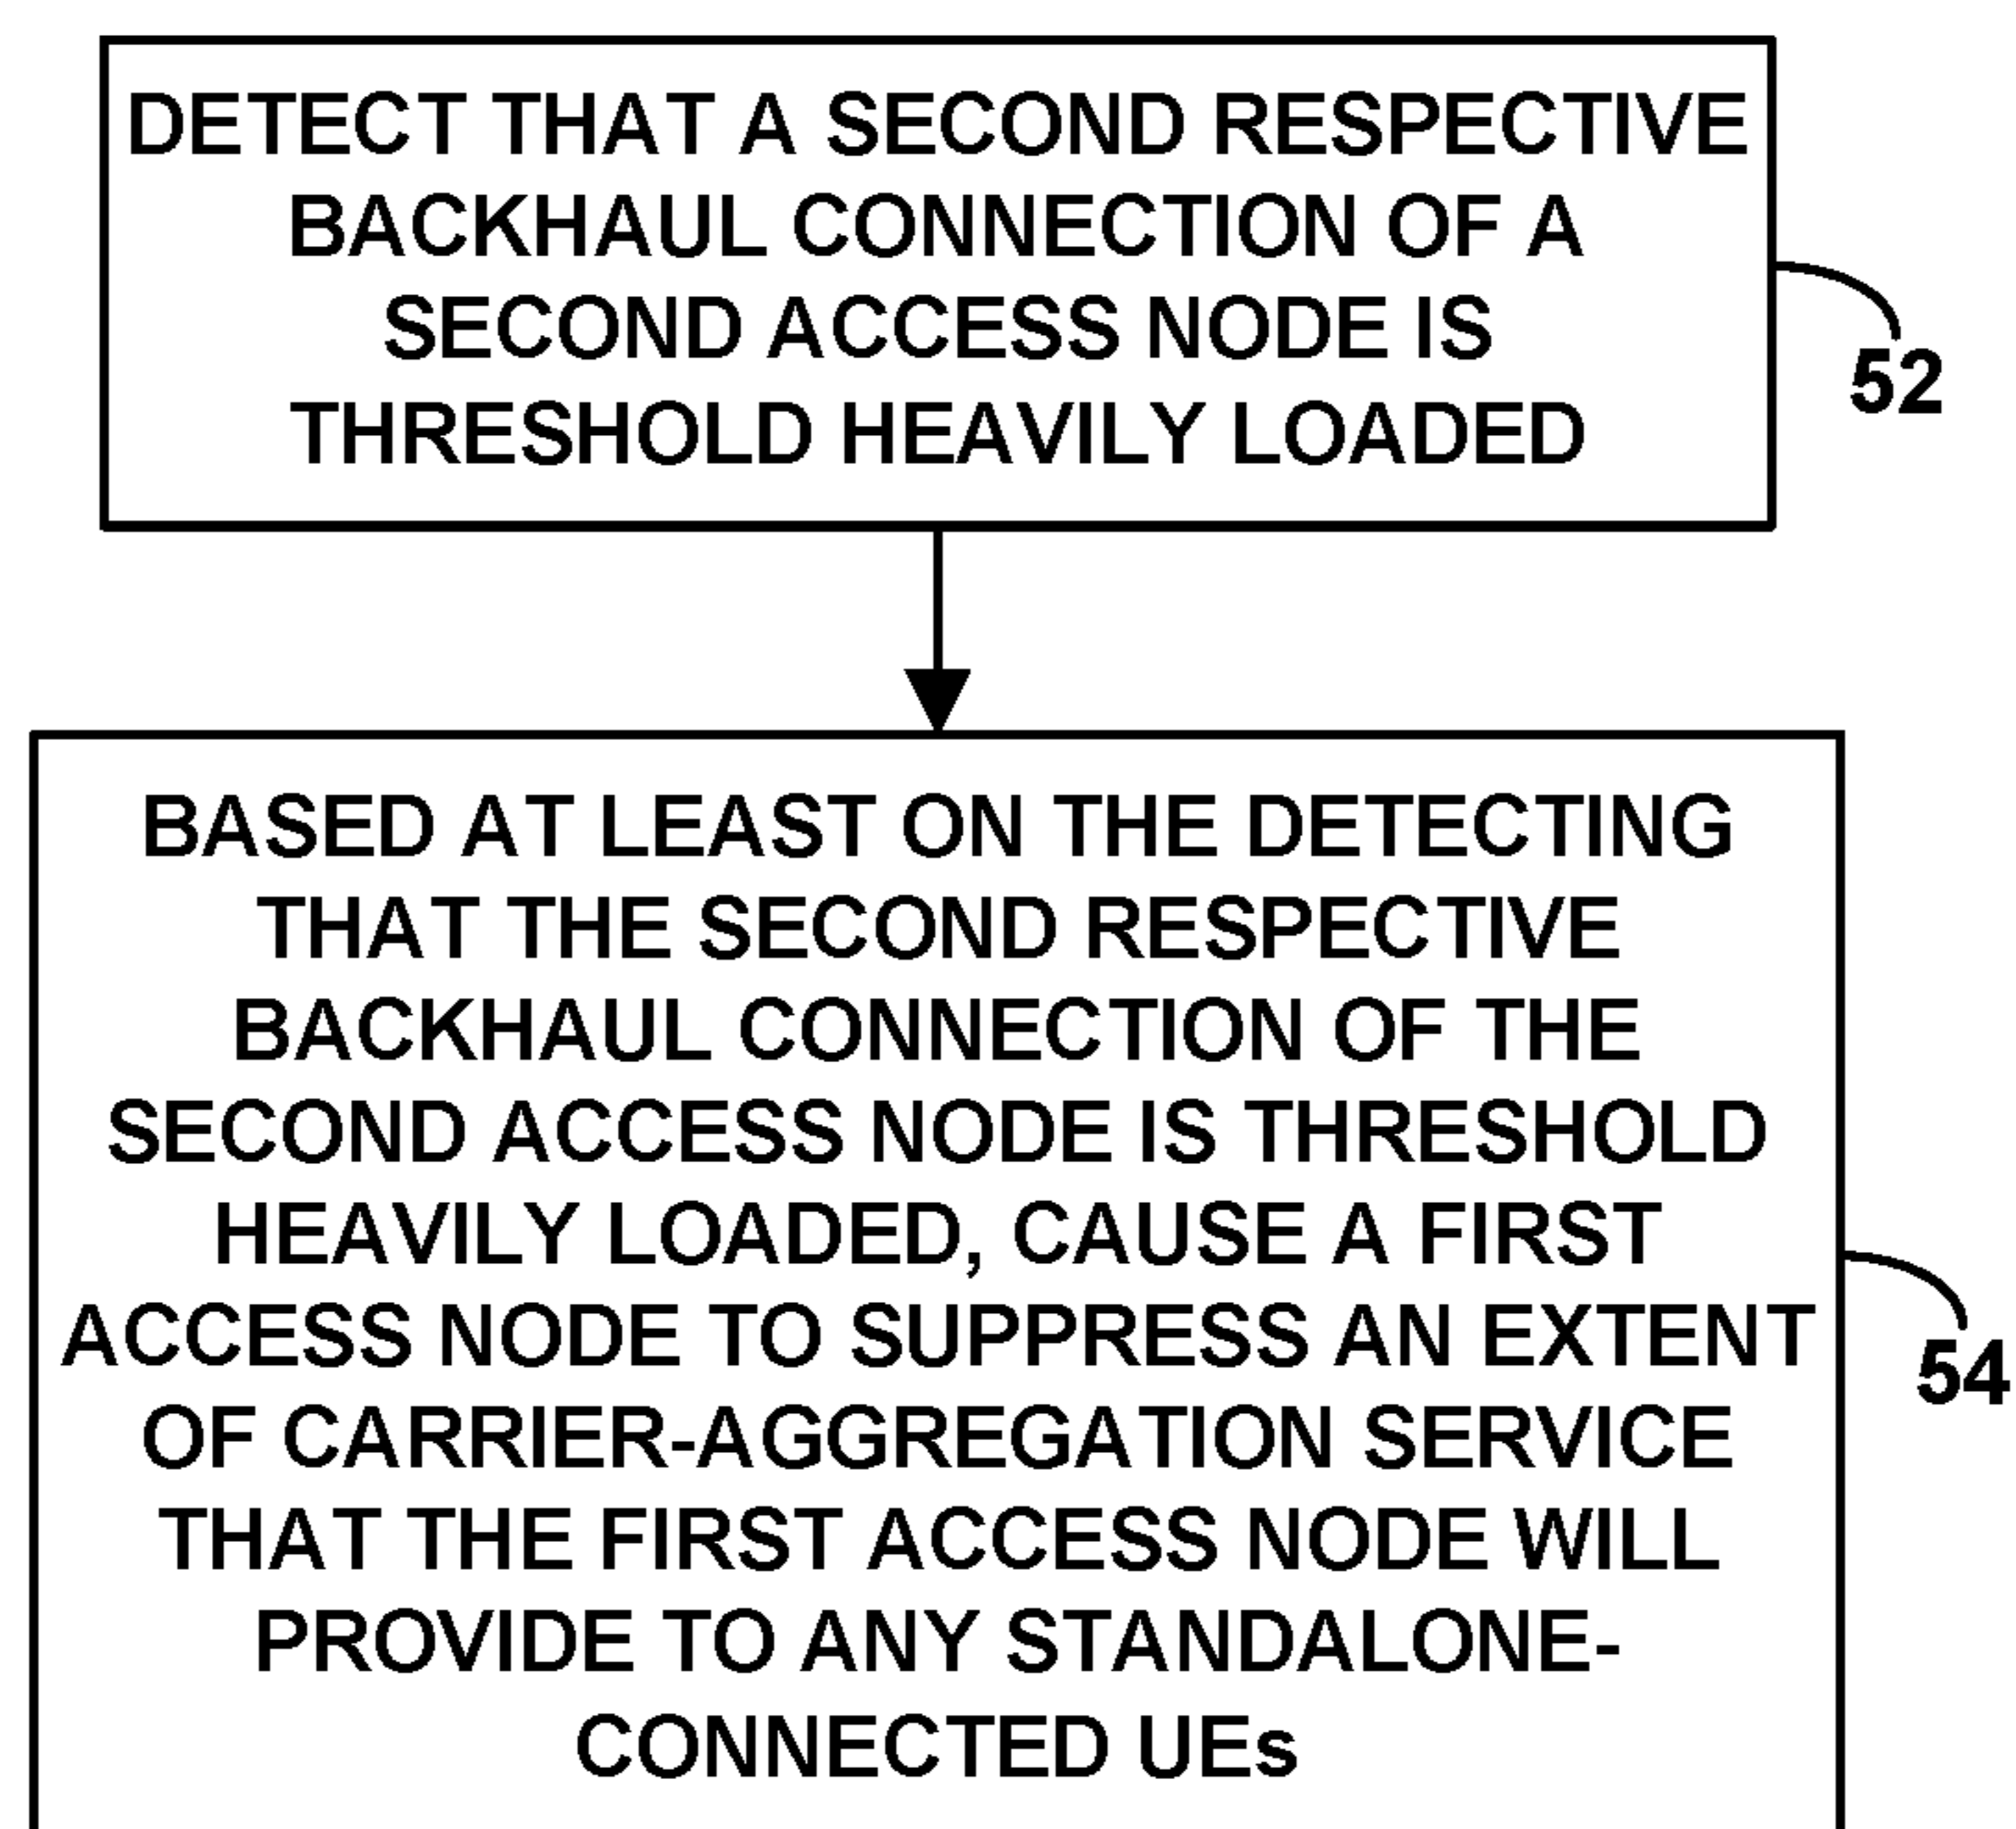 DETECT THAT A SECOND RESPECTIVE
BACKHAUL CONNECTION OF A
SECOND ACCESS NODE IS
THRESHOLD HEAVILY LOADED
52
BASED AT LEAST ON THE DETECTING
THAT THE SECOND RESPECTIVE
BACKHAUL CONNECTION OF THE
SECOND ACCESS NODE IS THRESHOLD
HEAVILY LOADED, CAUSE A FIRST
ACCESS NODE TO SUPPRESS AN EXTENT
OF CARRIER-AGGREGATION SERVICE
THAT THE FIRST ACCESS NODE WILL
PROVIDE TO ANY STANDALONE-
CONNECTED UEs
54